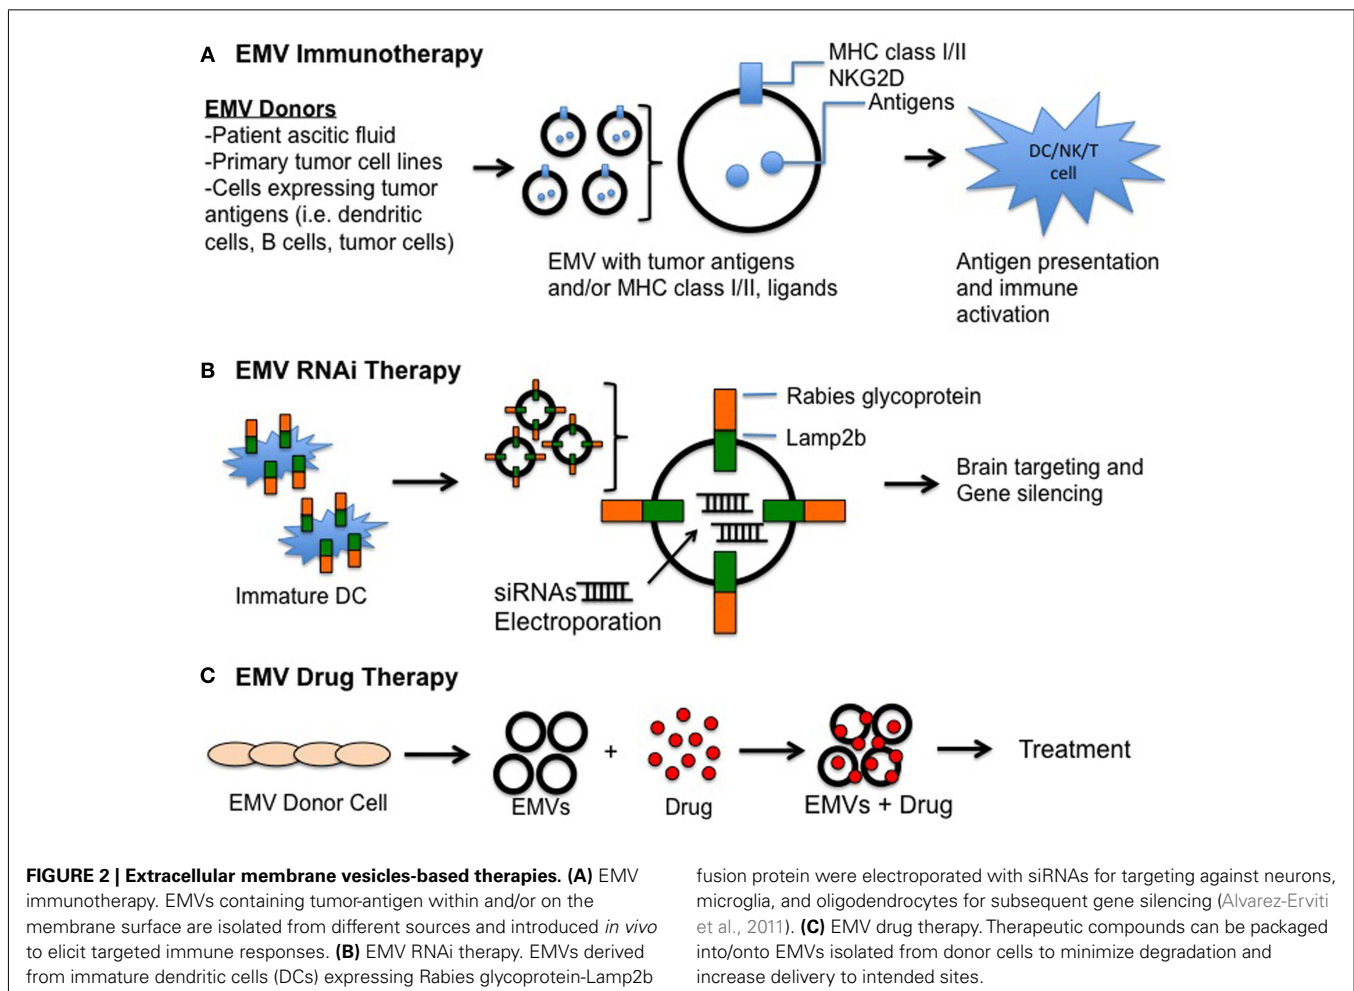 A EMV Immunotherapy
EMV Donors
-Patient ascitic fluid
-Primary tumor cell lines
-Cells expressing tumor
antigens (i.e. dendritic
cells, B cells, tumor cells)
MHC class I/II
NKG2D
Antigens
EMV with tumor antigens
and/or MHC class I/II, ligands
DC/NK/T
cell
Antigen presentation
and immune
activation
B EMV RNAi Therapy
Immature DC
Rabies glycoprotein
Lamp2b
siRNAs
Electroporation
Brain targeting and
Gene silencing
C EMV Drug Therapy
EMV Donor Cell
EMVs
+
Drug
EMVs + Drug
Treatment
FIGURE 2 | Extracellular membrane vesicles-based therapies. (A) EMV
immunotherapy. EMVs containing tumor-antigen within and/or on the
membrane surface are isolated from different sources and introduced in vivo
to elicit targeted immune responses. (B) EMV RNAi therapy. EMVs derived
from immature dendritic cells (DCs) expressing Rabies glycoprotein-Lamp2b
fusion protein were electroporated with siRNAs for targeting against neurons,
microglia, and oligodendrocytes for subsequent gene silencing (Alvarez-Erviti
et al., 2011). (C) EMV drug therapy. Therapeutic compounds can be packaged
into/onto EMVs isolated from donor cells to minimize degradation and
increase delivery to intended sites.